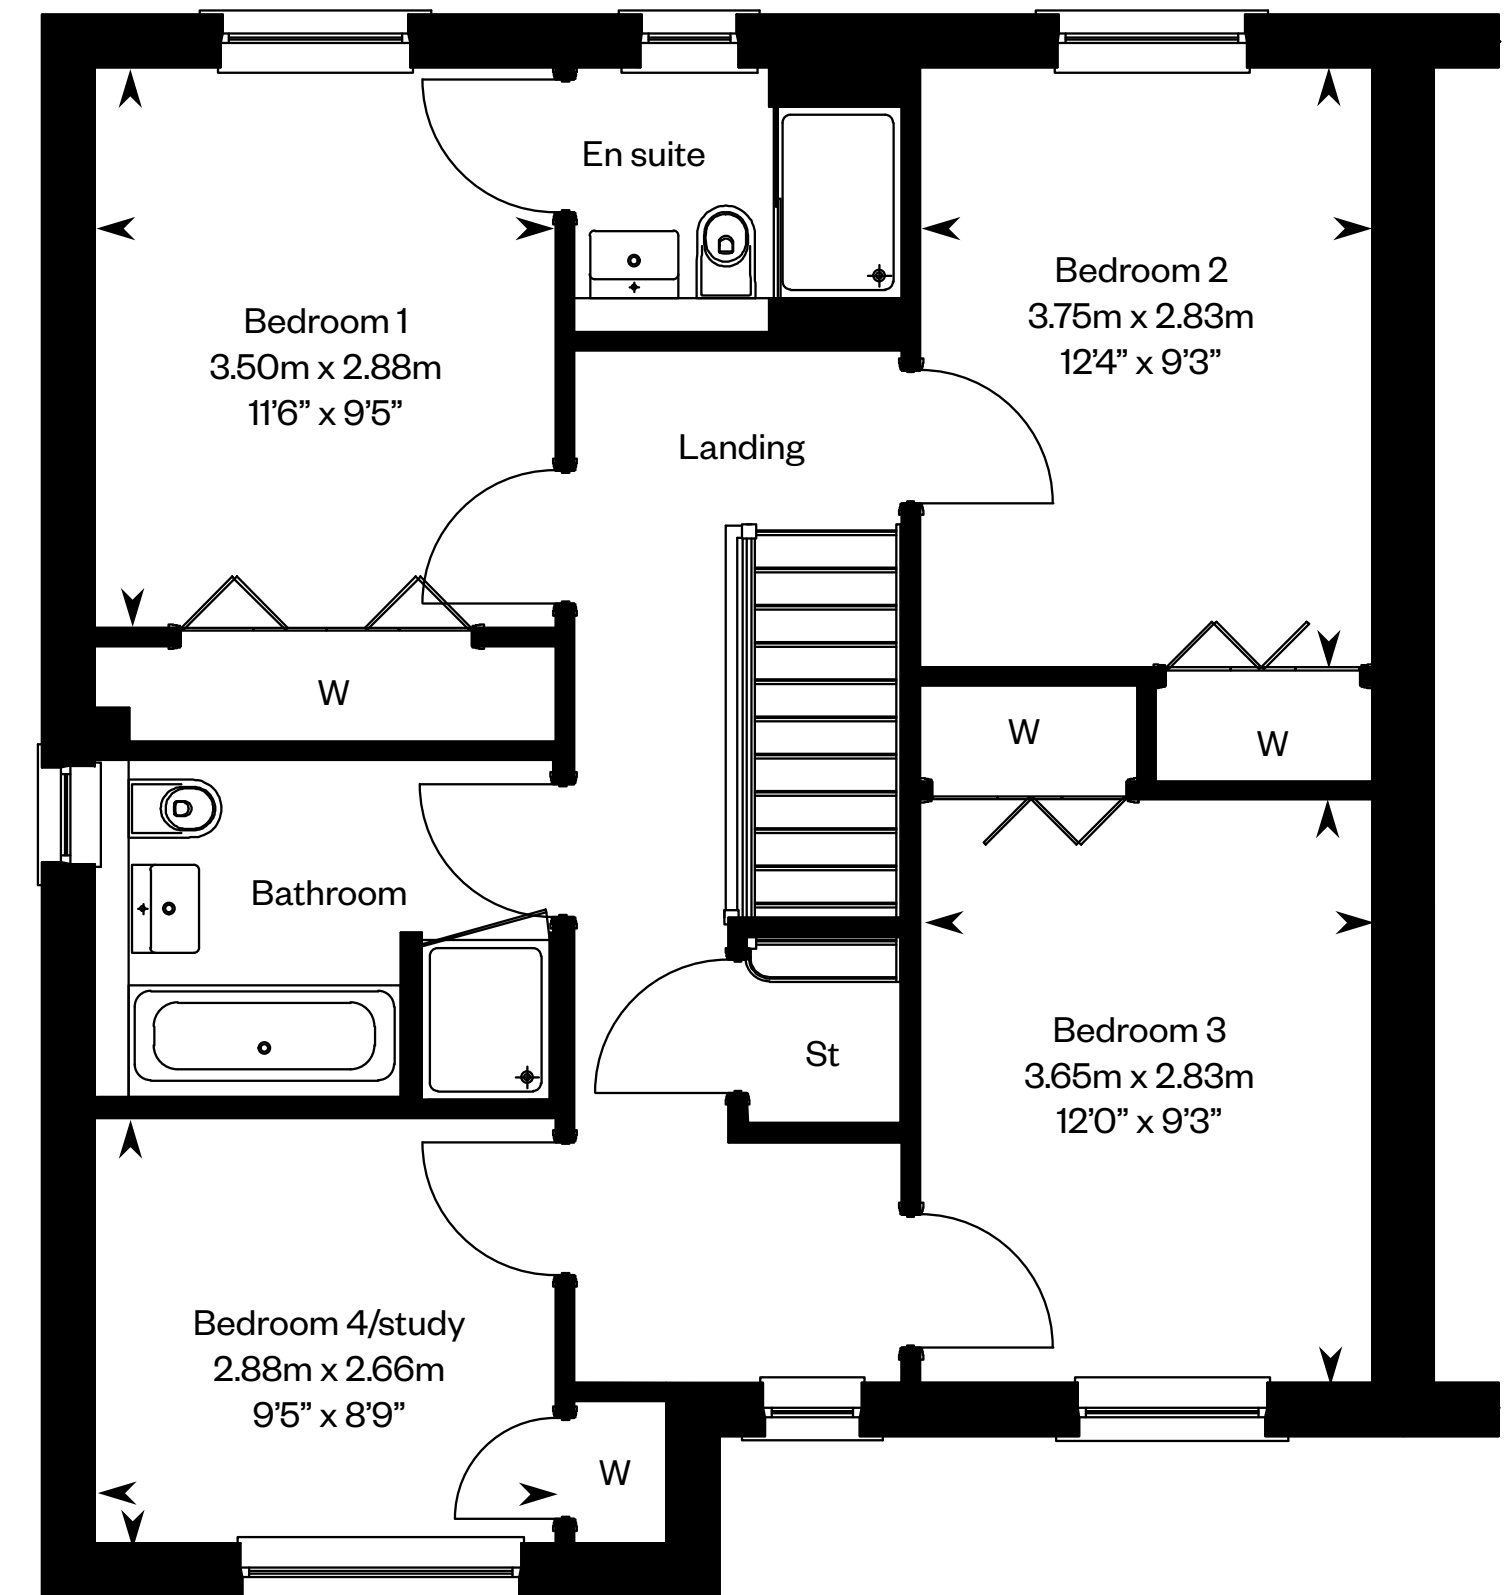 En suite
Bedroom 1
3.50m x 2.88m
11’6” x 9’5”
Bedroom 2
3.75m x 2.83m
12’4” x 9’3”
Landing
W
W
W
Bathroom
St
Bedroom 3
3.65m x 2.83m
12’0” x 9’3”
Bedroom 4/study
2.88m x 2.66m
9’5” x 8’9”
W